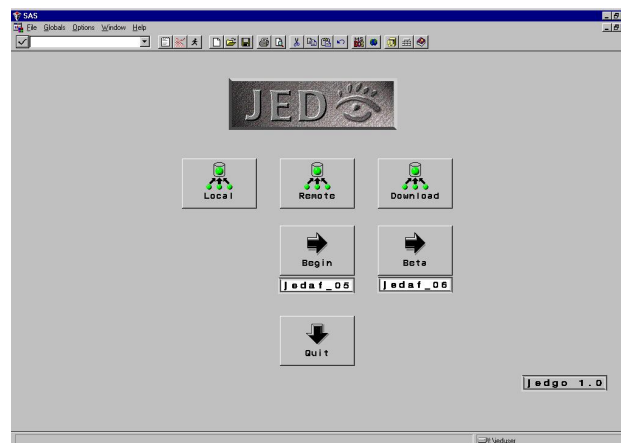 SAS
File Globals Options Window Help
JED
Local Remote Download
Begin Beta
jedaf_05 jedaf_06
Quit
jedgo 1.0